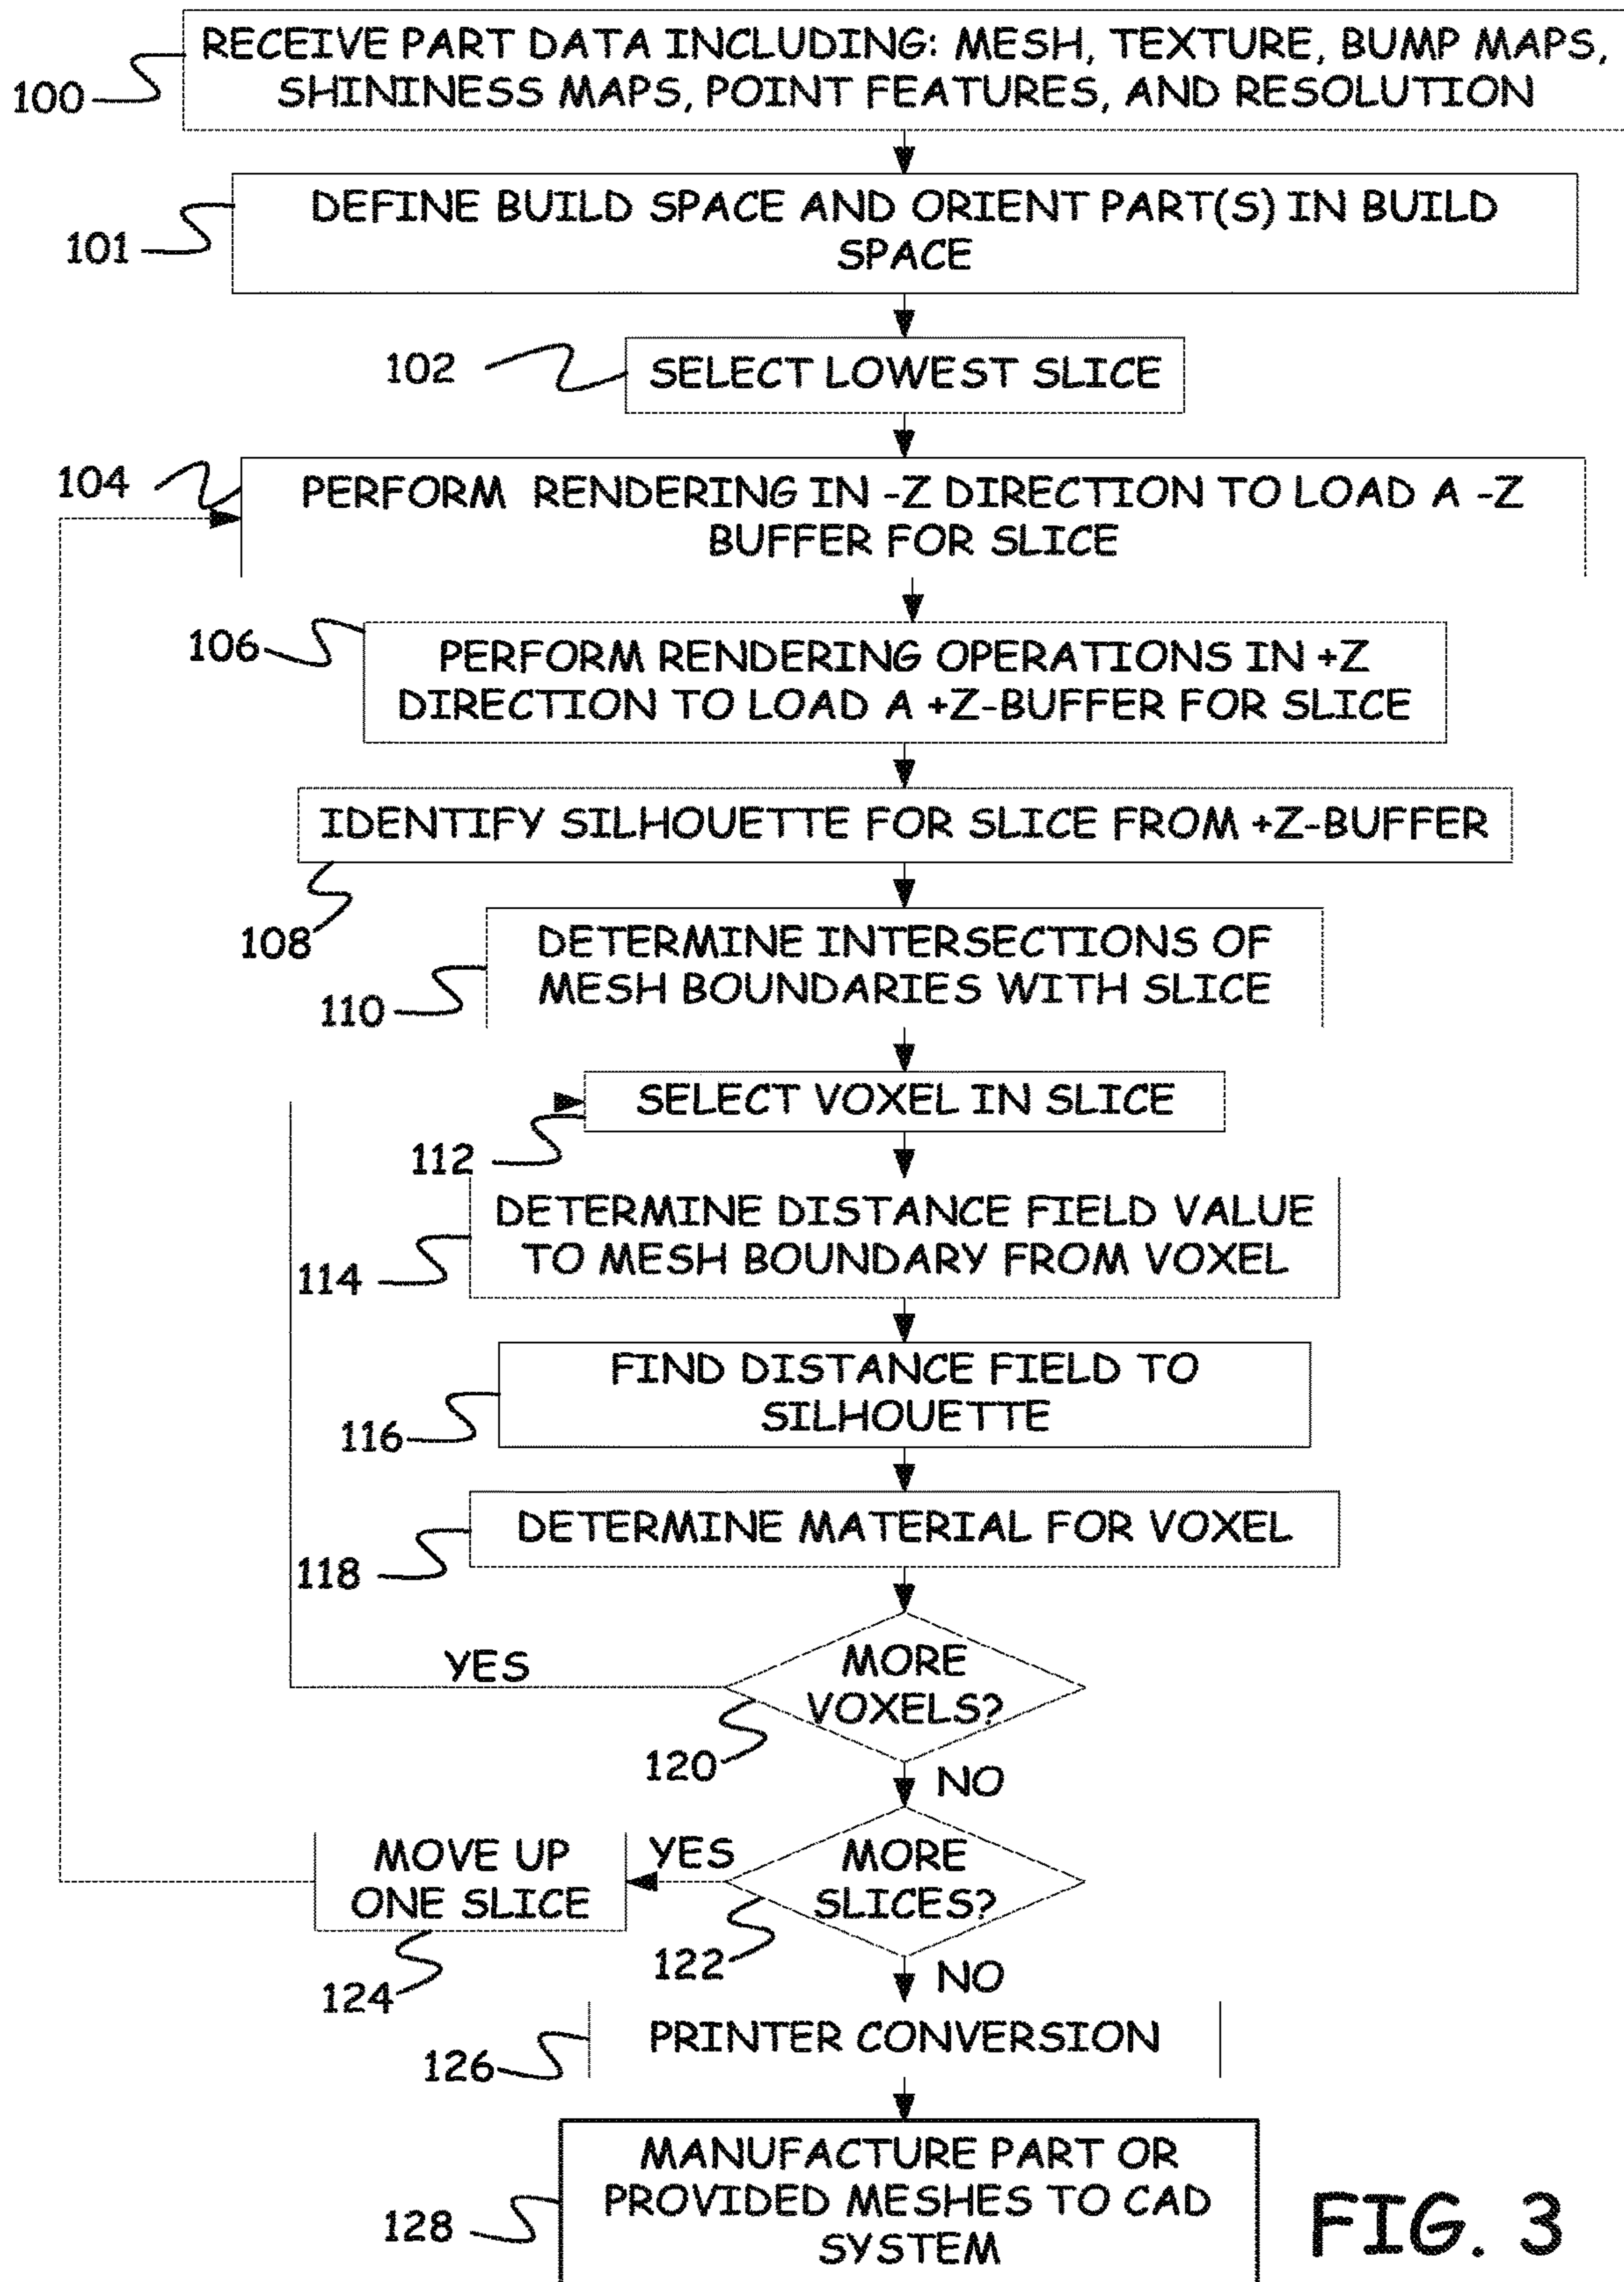 RECEIVE PART DATA INCLUDING: MESH, TEXTURE, BUMP MAPS,
SHININESS MAPS, POINT FEATURES, AND RESOLUTION
100
DEFINE BUILD SPACE AND ORIENT PART(S) IN BUILD
SPACE
101
102
SELECT LOWEST SLICE
104
PERFORM RENDERING IN -Z DIRECTION TO LOAD A -Z
BUFFER FOR SLICE
106
PERFORM RENDERING OPERATIONS IN +Z
DIRECTION TO LOAD A +Z-BUFFER FOR SLICE
IDENTIFY SILHOUETTE FOR SLICE FROM +Z-BUFFER
108
DETERMINE INTERSECTIONS OF
MESH BOUNDARIES WITH SLICE
110
SELECT VOXEL IN SLICE
112
DETERMINE DISTANCE FIELD VALUE
TO MESH BOUNDARY FROM VOXEL
114
FIND DISTANCE FIELD TO
SILHOUETTE
116
DETERMINE MATERIAL FOR VOXEL
118
YES
MORE
VOXELS?
120
NO
MOVE UP
ONE SLICE
YES
MORE
SLICES?
122
124
NO
PRINTER CONVERSION
126
MANUFACTURE PART OR
PROVIDED MESHES TO CAD
SYSTEM
128
FIG. 3